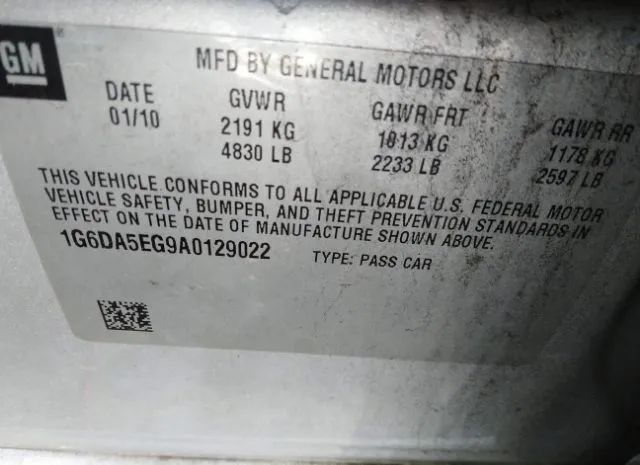 GM
MFD BY GENERAL MOTORS LLC
DATE GVWR GAWR FRT GAWR RR
01/10 2191 KG 1013 KG 1178 KG
4830 LB 2233 LB 2597 LB
THIS VEHICLE CONFORMS TO ALL APPLICABLE U.S. FEDERAL MOTOR
VEHICLE SAFETY, BUMPER, AND THEFT PREVENTION STANDARDS IN
EFFECT ON THE DATE OF MANUFACTURE SHOWN ABOVE.
1G6DA5EG9A0129022 TYPE: PASS CAR